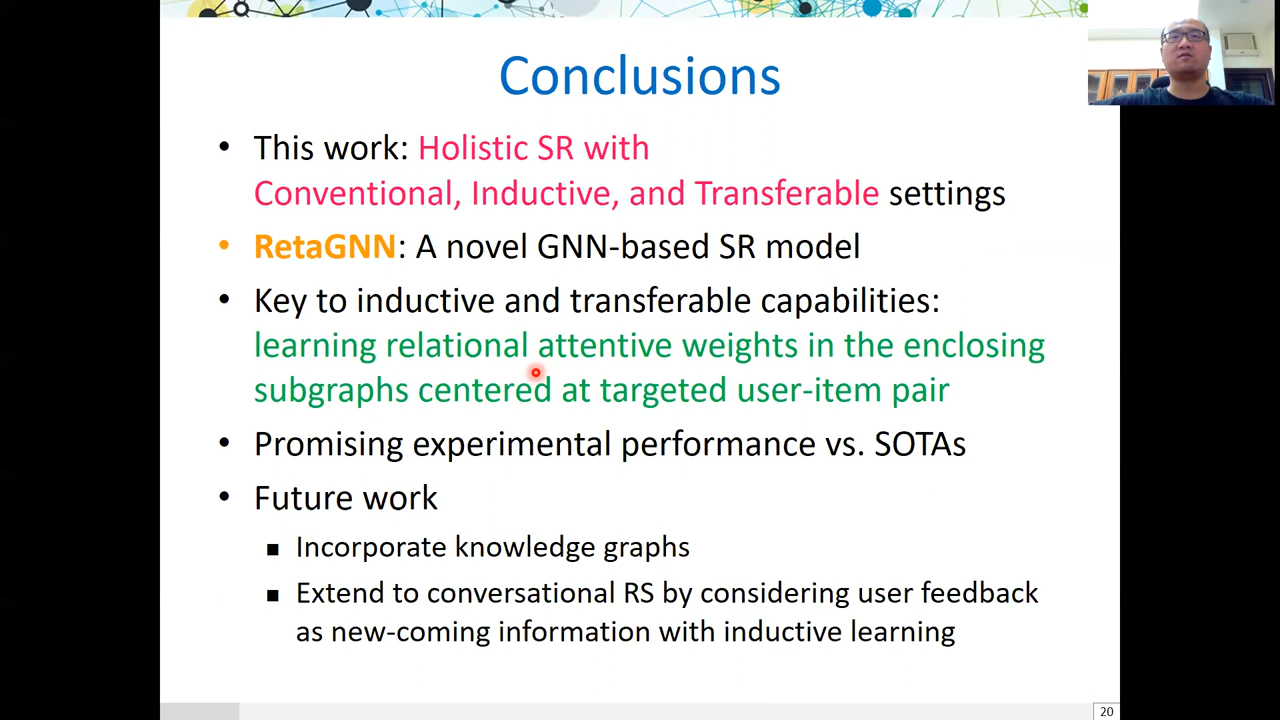 Conclusions
• This work: Holistic SR with
Conventional, Inductive, and Transferable settings
• RetaGNN: A novel GNN-based SR model
• Key to inductive and transferable capabilities:
learning relational attentive weights in the enclosing
subgraphs centered at targeted user-item pair
• Promising experimental performance vs. SOTAs
• Future work
▪ Incorporate knowledge graphs
▪ Extend to conversational RS by considering user feedback
as new-coming information with inductive learning
20